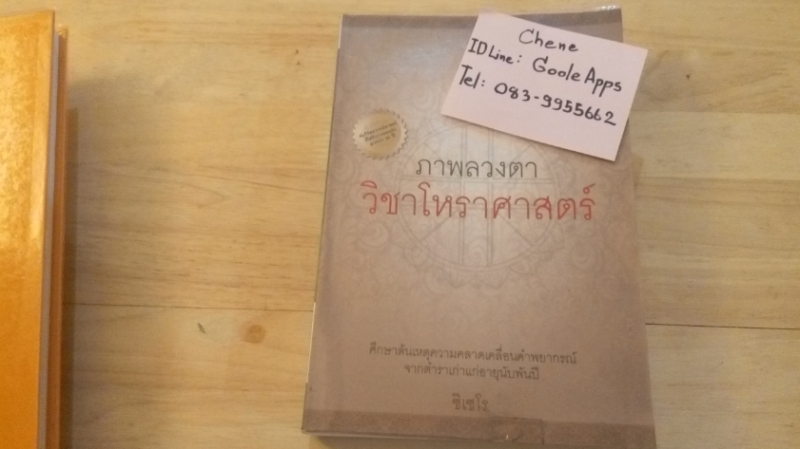 Chene
ID Line: GooleApps
Tel: 083-9955662
ภาพลวงตา
วิชาโหราศาสตร์
ศึกษาต้นเหตุความคลาดเคลื่อนคำพยากรณ์
จากตำราเก่าแก่อายุนับพันปี
ซิเซโร